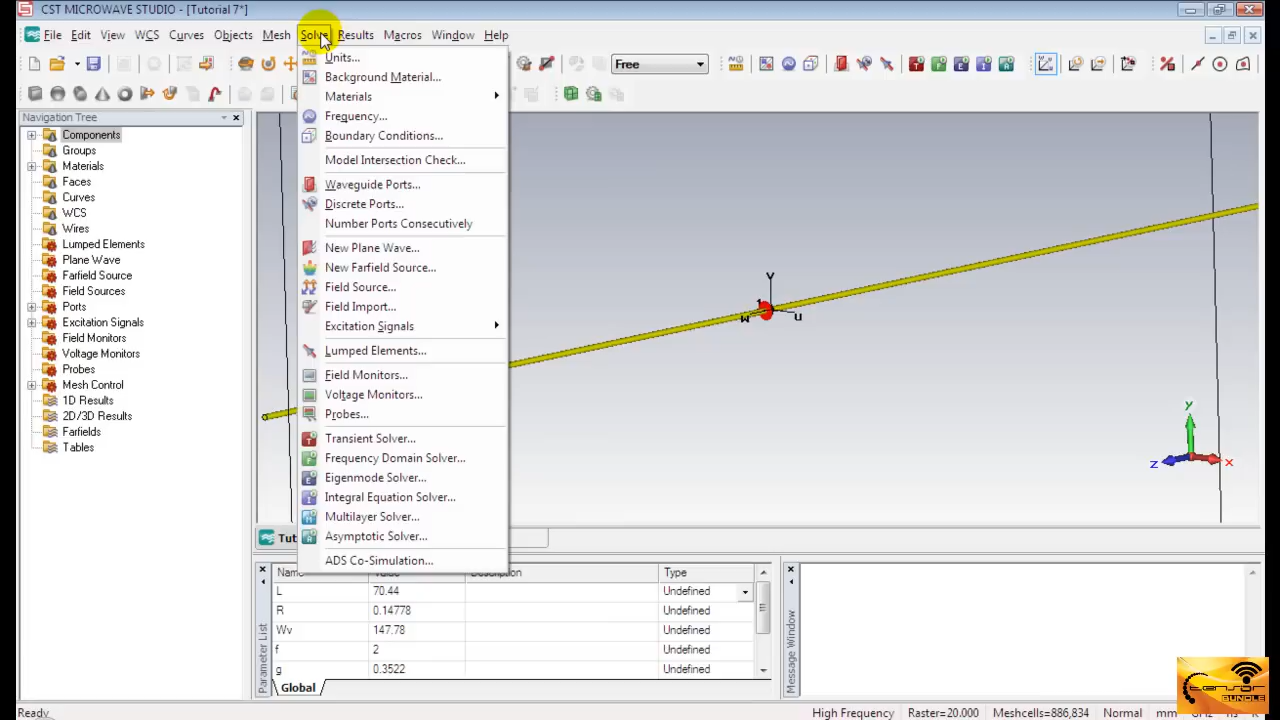 CST MICROWAVE STUDIO - [Tutorial 7*]
File Edit View WCS Curves Objects Mesh Solve Results Macros Window Help
Free
Navigation Tree
Components
Groups
Materials
Faces
Curves
WCS
Wires
Lumped Elements
Plane Wave
Farfield Source
Field Sources
Ports
Excitation Signals
Field Monitors
Voltage Monitors
Probes
Mesh Control
1D Results
2D/3D Results
Farfields
Tables
Units...
Background Material...
Materials
Frequency...
Boundary Conditions...
Model Intersection Check...
Waveguide Ports...
Discrete Ports...
Number Ports Consecutively
New Plane Wave...
New Farfield Source...
Field Source...
Field Import...
Excitation Signals
Lumped Elements...
Field Monitors...
Voltage Monitors...
Probes...
Transient Solver...
Frequency Domain Solver...
Eigenmode Solver...
Integral Equation Solver...
Multilayer Solver...
Asymptotic Solver...
ADS Co-Simulation...
v
1
w
u
y
z
x
Tut
Parameter List
Name Value Description Type
L 70.44 Undefined
R 0.14778 Undefined
Wv 147.78 Undefined
f 2 Undefined
g 0.3522 Undefined
Global
Message Window
Ready
High Frequency Raster=20.000 Meshcells=886,834 Normal mm
BUNDLE